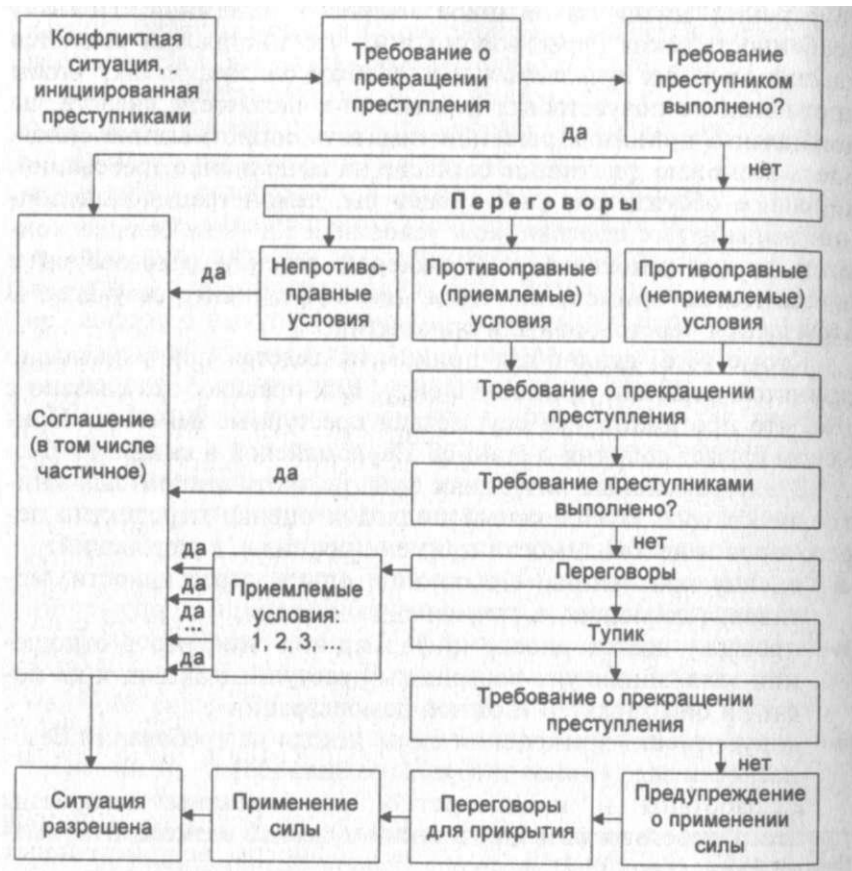 Конфликтная
ситуация,
инициированная
преступниками
Требование
прекращения
преступления
Требование
преступником
выполнено?
да
нет
Переговоры
да
Непротиво-
правные
условия
Противоправные
(приемлемые)
условия
Противоправные
(неприемлемые)
условия
Требование о прекращении
преступления
Соглашение
(в том числе
частичное)
да
Требование преступниками
выполнено?
нет
Переговоры
да
да
да
...
да
Приемлемые
условия:
1, 2, 3...
Тупик
Требование о прекращении
преступления
нет
Ситуация
разрешена
Применение
силы
Переговоры
для прикрытия
Предупреждение
о применении
силы